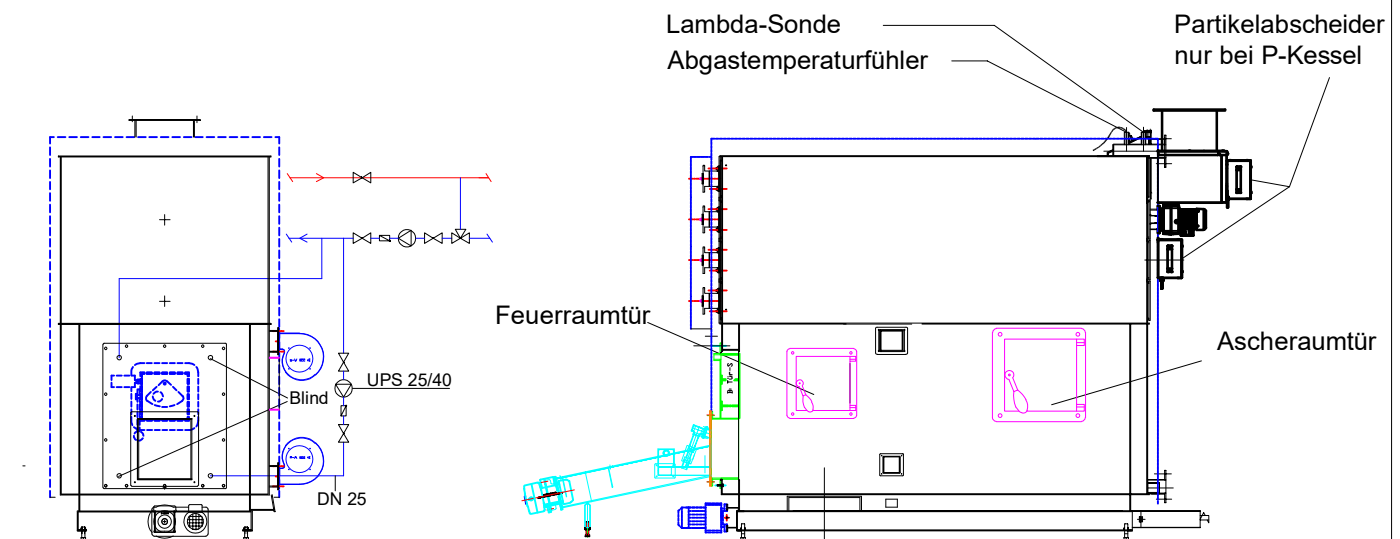 Lambda-Sonde
Abgastemperaturfühler
Partikelabscheider
nur bei P-Kessel
Feuerraumtür
Ascheraumtür
UPS 25/40
Blind
DN 25